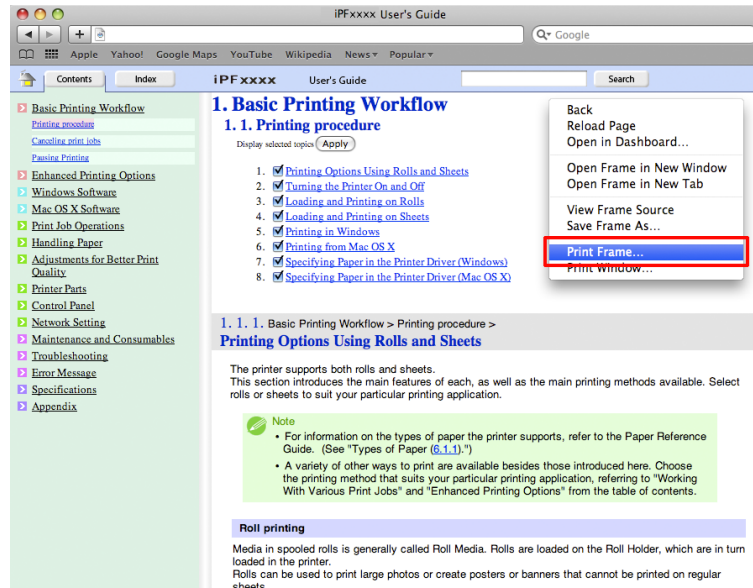 iPFxxxx User's Guide
Google
Apple Yahoo! Google Maps YouTube Wikipedia News Popular
Contents Index iPFxxxx User's Guide Search
Basic Printing Workflow
Printing procedure
Canceling print jobs
Pausing Printing
Enhanced Printing Options
Windows Software
Mac OS X Software
Print Job Operations
Handling Paper
Adjustments for Better Print
Quality
Printer Parts
Control Panel
Network Setting
Maintenance and Consumables
Troubleshooting
Error Message
Specifications
Appendix
1. Basic Printing Workflow
1. 1. Printing procedure
Display selected topics Apply
1. Printing Options Using Rolls and Sheets
2. Turning the Printer On and Off
3. Loading and Printing on Rolls
4. Loading and Printing on Sheets
5. Printing in Windows
6. Printing from Mac OS X
7. Specifying Paper in the Printer Driver (Windows)
8. Specifying Paper in the Printer Driver (Mac OS X)
Back
Reload Page
Open in Dashboard...
Open Frame in New Window
Open Frame in New Tab
View Frame Source
Save Frame As...
Print Frame...
Print Window...
1. 1. 1. Basic Printing Workflow > Printing procedure >
Printing Options Using Rolls and Sheets
The printer supports both rolls and sheets.
This section introduces the main features of each, as well as the main printing methods available. Select
rolls or sheets to suit your particular printing application.
Note
• For information on the types of paper the printer supports, refer to the Paper Reference
Guide. (See "Types of Paper (6.1.1).")
• A variety of other ways to print are available besides those introduced here. Choose
the printing method that suits your particular printing application, referring to "Working
With Various Print Jobs" and "Enhanced Printing Options" from the table of contents.
Roll printing
Media in spooled rolls is generally called Roll Media. Rolls are loaded on the Roll Holder, which are in turn
loaded in the printer.
Rolls can be used to print large photos or create posters or banners that cannot be printed on regular
sheets.